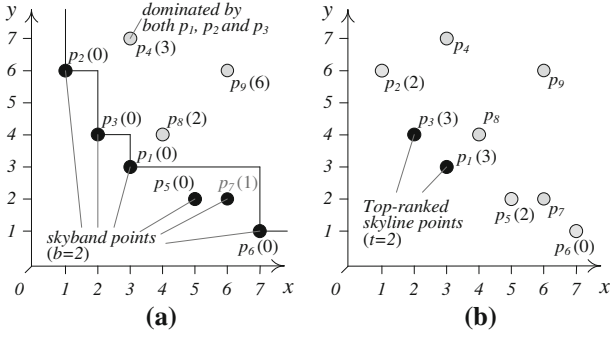 y
dominated by
both p1, p2 and p3
7
p4 (3)
6
p2 (0)
p9 (6)
5
p3 (0)
p8 (2)
4
p1 (0)
3
p5 (0)
p7 (1)
2
skyband points
(b=2)
1
p6 (0)
0 1 2 3 4 5 6 7 x
(a)
y
7
p4
6
p2 (2)
p9
5
p3 (3)
p8
4
p1 (3)
3
Top-ranked
skyline points
(t=2)
2
p5 (2)
p7
1
p6 (0)
0 1 2 3 4 5 6 7 x
(b)